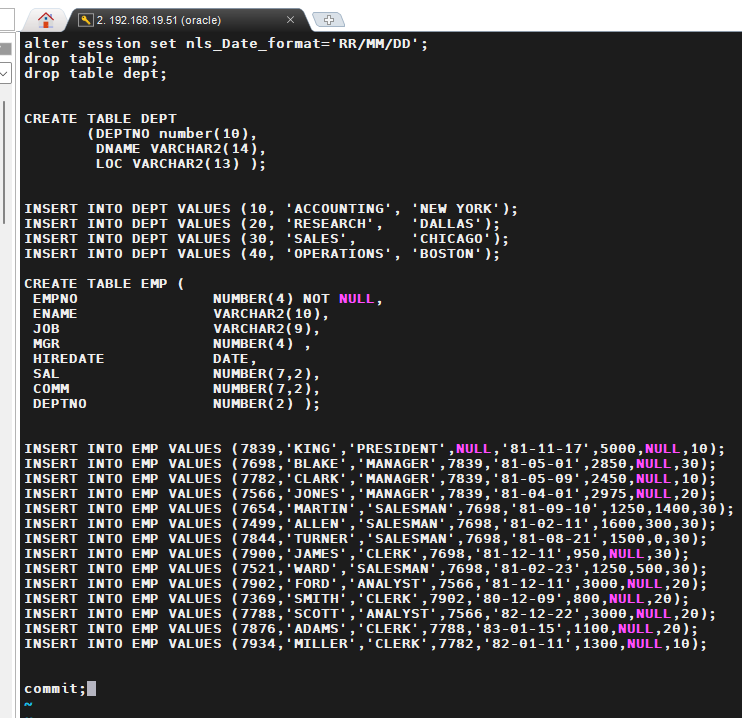 2. 192.168.19.51 (oracle)
alter session set nls_Date_format='RR/MM/DD';
drop table emp;
drop table dept;
CREATE TABLE DEPT
(DEPTNO number(10),
DNAME VARCHAR2(14),
LOC VARCHAR2(13) );
INSERT INTO DEPT VALUES (10, 'ACCOUNTING', 'NEW YORK');
INSERT INTO DEPT VALUES (20, 'RESEARCH',   'DALLAS');
INSERT INTO DEPT VALUES (30, 'SALES',      'CHICAGO');
INSERT INTO DEPT VALUES (40, 'OPERATIONS', 'BOSTON');
CREATE TABLE EMP (
EMPNO               NUMBER(4) NOT NULL,
ENAME               VARCHAR2(10),
JOB                 VARCHAR2(9),
MGR                 NUMBER(4) ,
HIREDATE            DATE,
SAL                 NUMBER(7,2),
COMM                NUMBER(7,2),
DEPTNO              NUMBER(2) );
INSERT INTO EMP VALUES (7839,'KING','PRESIDENT',NULL,'81-11-17',5000,NULL,10);
INSERT INTO EMP VALUES (7698,'BLAKE','MANAGER',7839,'81-05-01',2850,NULL,30);
INSERT INTO EMP VALUES (7782,'CLARK','MANAGER',7839,'81-05-09',2450,NULL,10);
INSERT INTO EMP VALUES (7566,'JONES','MANAGER',7839,'81-04-01',2975,NULL,20);
INSERT INTO EMP VALUES (7654,'MARTIN','SALESMAN',7698,'81-09-10',1250,1400,30);
INSERT INTO EMP VALUES (7499,'ALLEN','SALESMAN',7698,'81-02-11',1600,300,30);
INSERT INTO EMP VALUES (7844,'TURNER','SALESMAN',7698,'81-08-21',1500,0,30);
INSERT INTO EMP VALUES (7900,'JAMES','CLERK',7698,'81-12-11',950,NULL,30);
INSERT INTO EMP VALUES (7521,'WARD','SALESMAN',7698,'81-02-23',1250,500,30);
INSERT INTO EMP VALUES (7902,'FORD','ANALYST',7566,'81-12-11',3000,NULL,20);
INSERT INTO EMP VALUES (7369,'SMITH','CLERK',7902,'80-12-09',800,NULL,20);
INSERT INTO EMP VALUES (7788,'SCOTT','ANALYST',7566,'82-12-22',3000,NULL,20);
INSERT INTO EMP VALUES (7876,'ADAMS','CLERK',7788,'83-01-15',1100,NULL,20);
INSERT INTO EMP VALUES (7934,'MILLER','CLERK',7782,'82-01-11',1300,NULL,10);
commit;
~